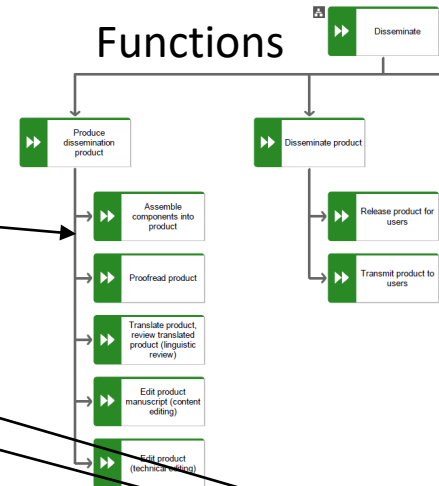 Functions
Disseminate
Produce
dissemination
product
Disseminate product
Assemble
components into
product
Release product for
users
Proofread product
Transmit product to
users
Translate product,
review translated
product (linguistic
review)
Edit product
manuscript (content
editing)
Edit product
(technical editing)